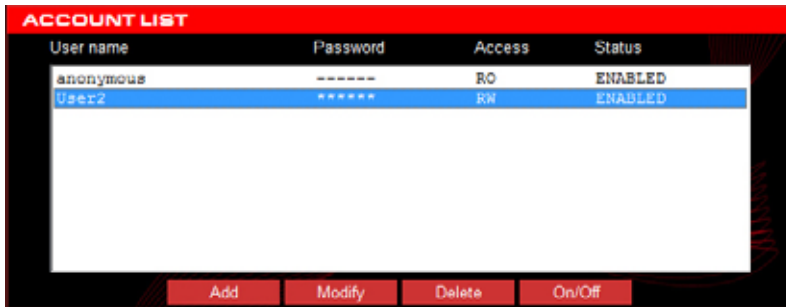 ACCOUNT LIST
User name Password Access Status
anonymous ------ RO ENABLED
User2 ****** RW ENABLED
Add Modify Delete On/Off